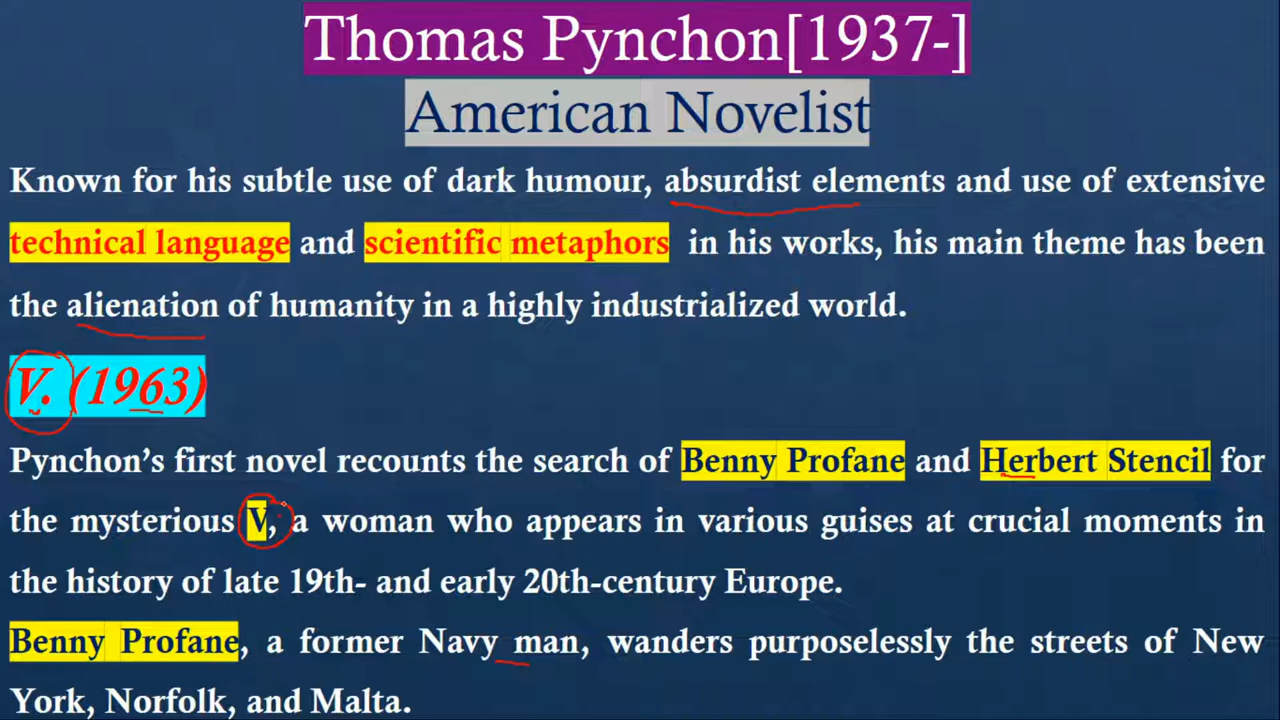 Thomas Pynchon[1937-]
American Novelist
Known for his subtle use of dark humour, absurdist elements and use of extensive
technical language and scientific metaphors in his works, his main theme has been
the alienation of humanity in a highly industrialized world.
V. (1963)
Pynchon’s first novel recounts the search of Benny Profane and Herbert Stencil for
the mysterious V, a woman who appears in various guises at crucial moments in
the history of late 19th- and early 20th-century Europe.
Benny Profane, a former Navy man, wanders purposelessly the streets of New
York, Norfolk, and Malta.